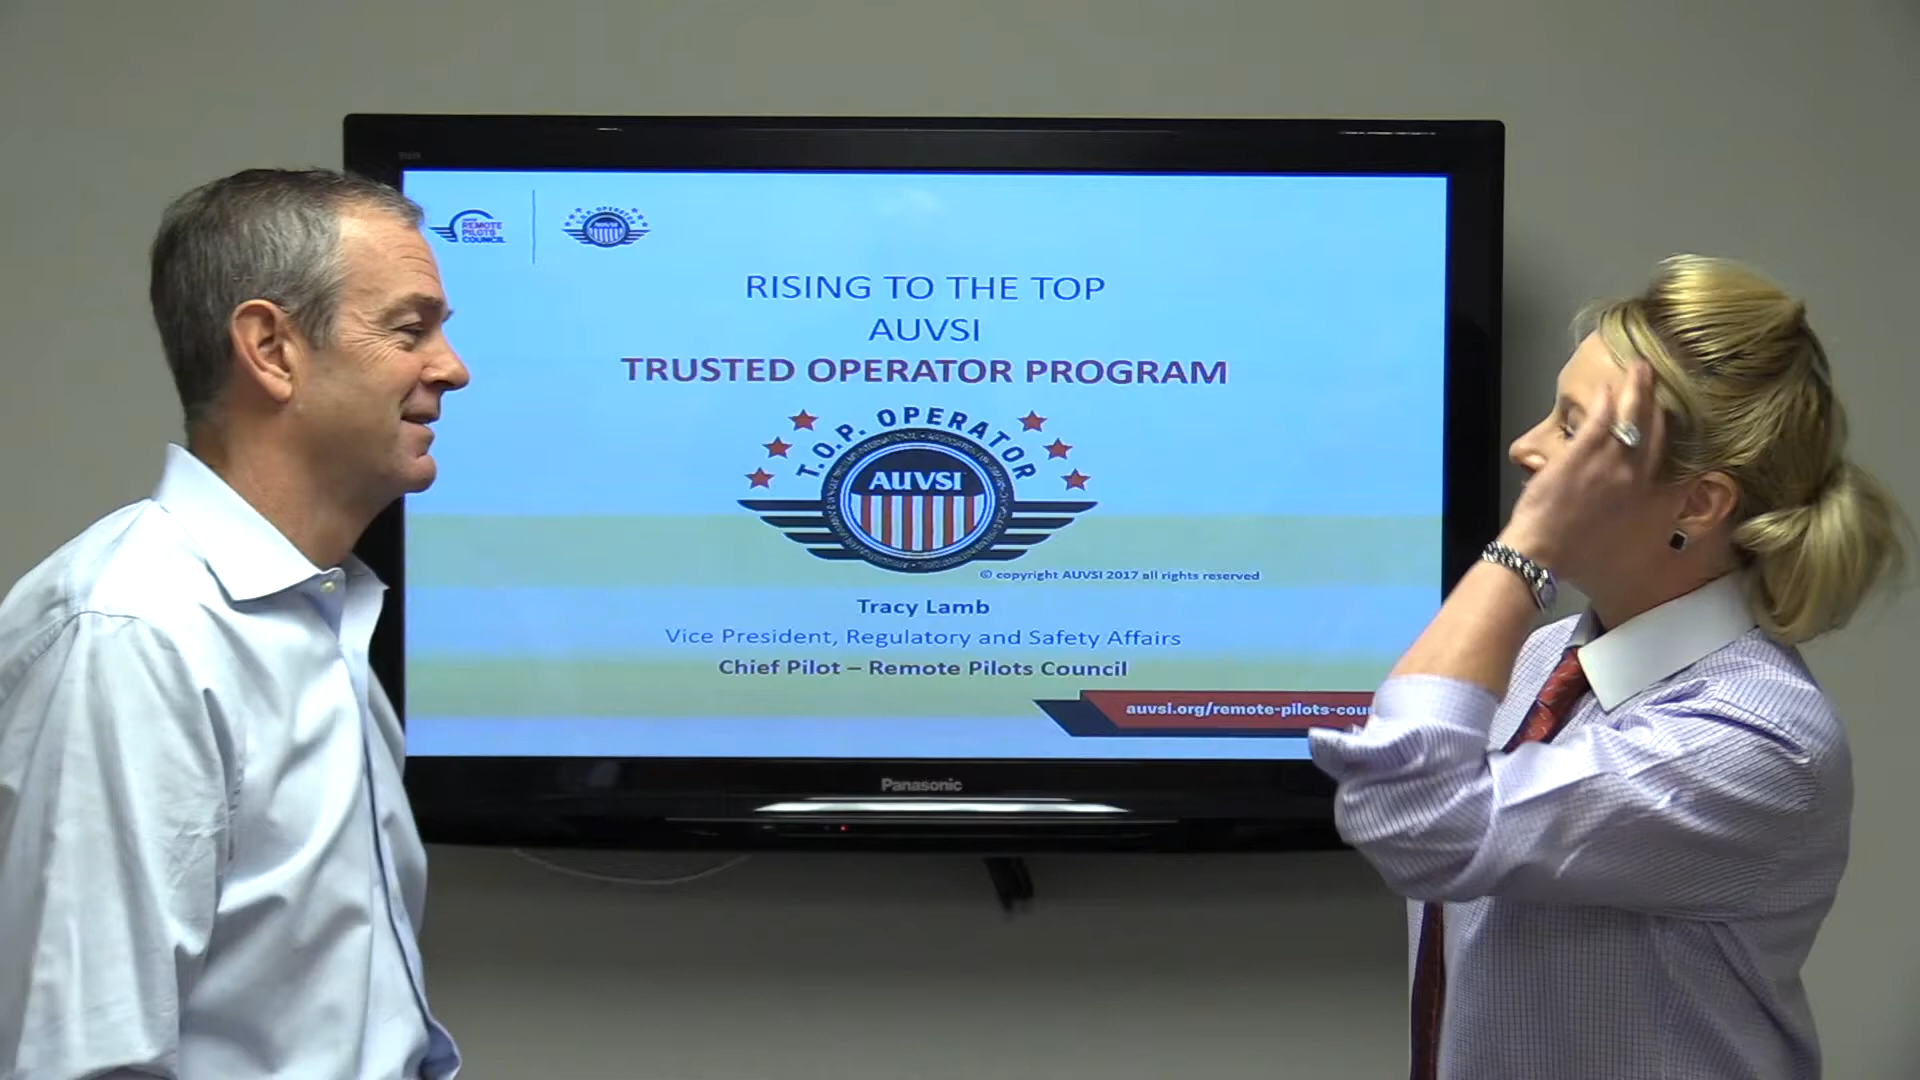 REMOTE
PILOTS
COUNCIL
T.O.P. OPERATOR
AUVSI
RISING TO THE TOP
AUVSI
TRUSTED OPERATOR PROGRAM
T.O.P. OPERATOR
AUVSI
© copyright AUVSI 2017 all rights reserved
Tracy Lamb
Vice President, Regulatory and Safety Affairs
Chief Pilot – Remote Pilots Council
auvsi.org/remote-pilots-cou
Panasonic